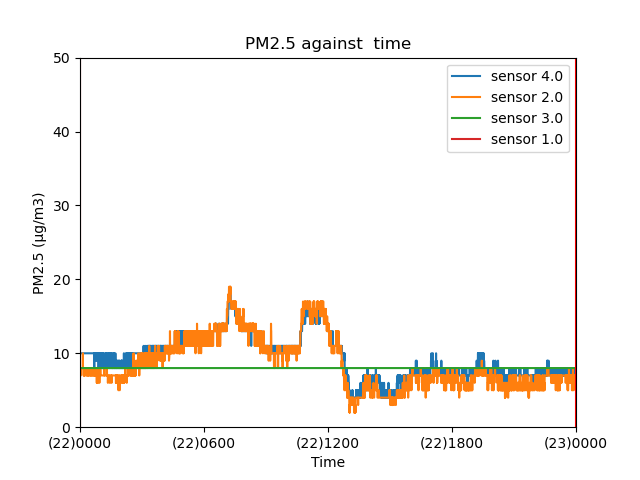 PM2.5 against  time
sensor 4.0
sensor 2.0
sensor 3.0
sensor 1.0
50
40
30
20
10
0
PM2.5 (µg/m3)
(22)0000
(22)0600
(22)1200
(22)1800
(23)0000
Time